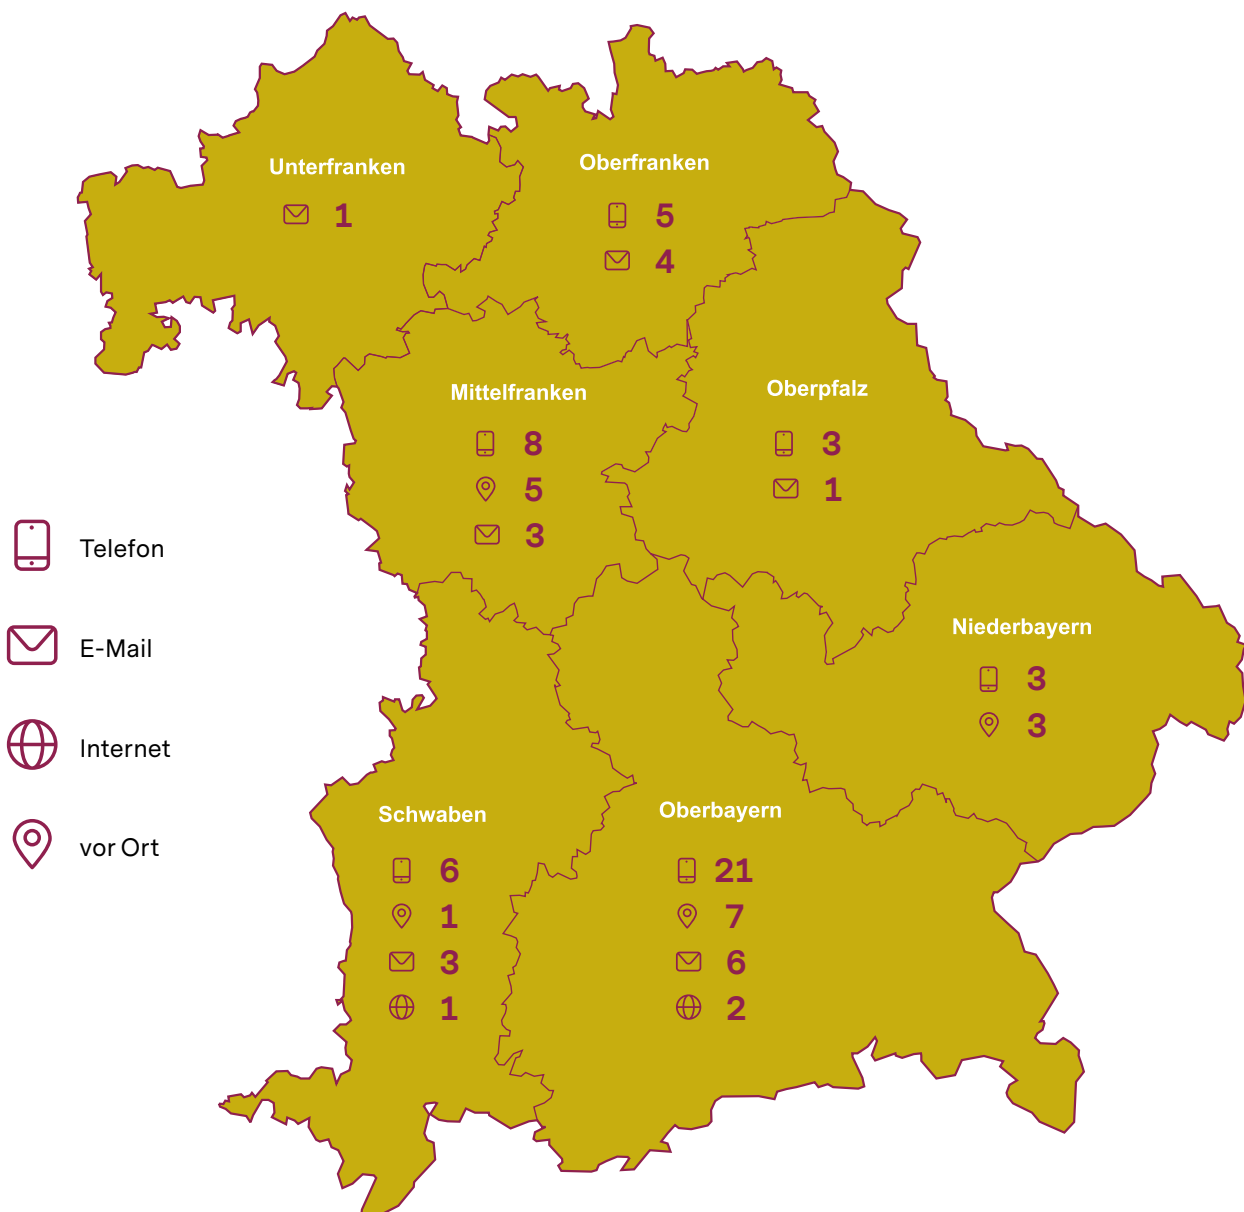 Unterfranken
1
Oberfranken
5
4
Mittelfranken
8
5
3
Oberpfalz
3
1
Telefon
E-Mail
Internet
vor Ort
Niederbayern
3
3
Schwaben
6
1
3
1
Oberbayern
21
7
6
2